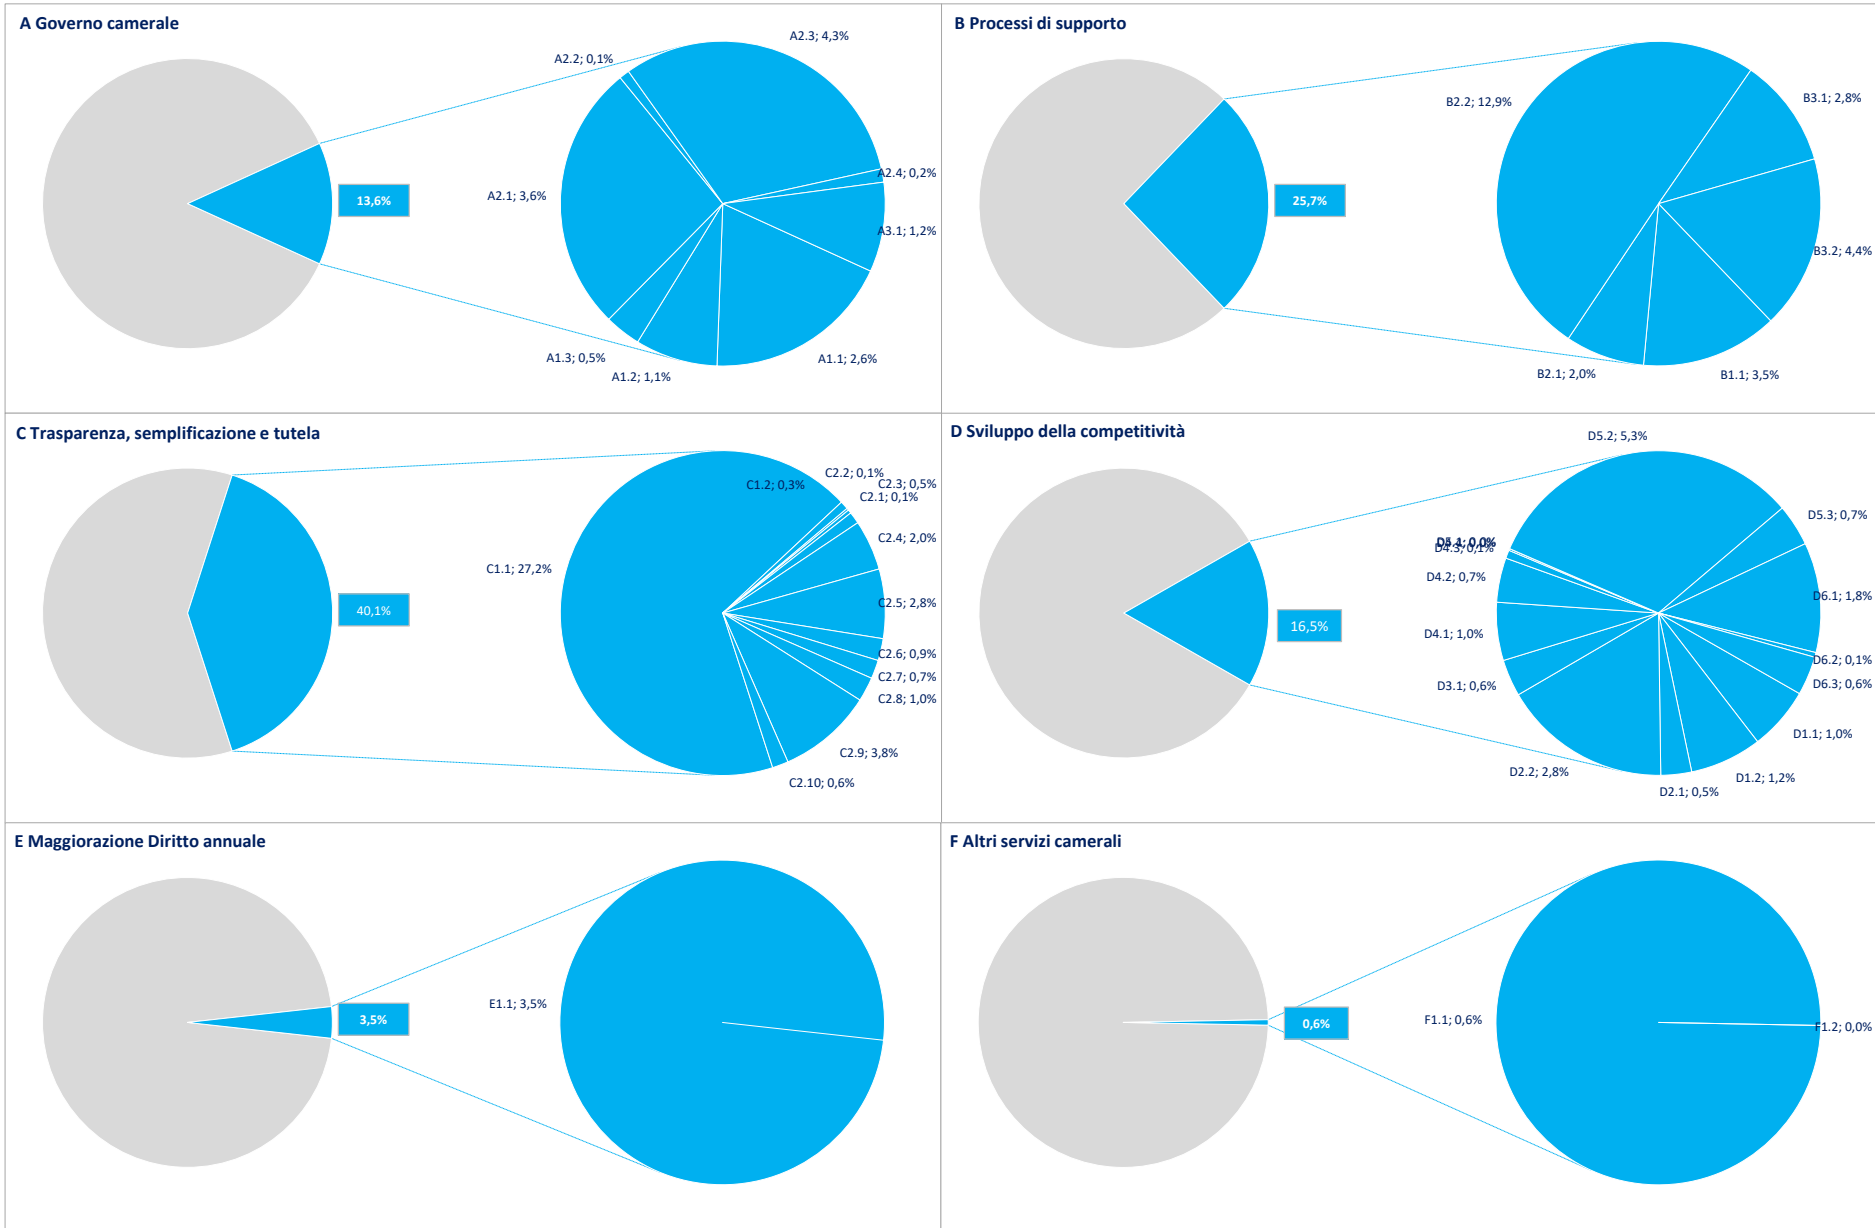 A Governo camerale
A2.3; 4,3%
A2.2; 0,1%
A2.4; 0,2%
A2.1; 3,6%
13,6%
A3.1; 1,2%
A1.3; 0,5%
A1.1; 2,6%
A1.2; 1,1%
B Processi di supporto
B2.2; 12,9%
B3.1; 2,8%
25,7%
B3.2; 4,4%
B2.1; 2,0%
B1.1; 3,5%
C Trasparenza, semplificazione e tutela
C2.2; 0,1%
C1.2; 0,3%
C2.3; 0,5%
C2.1; 0,1%
C2.4; 2,0%
C1.1; 27,2%
40,1%
C2.5; 2,8%
C2.6; 0,9%
C2.7; 0,7%
C2.8; 1,0%
C2.9; 3,8%
C2.10; 0,6%
D Sviluppo della competitività
D5.2; 5,3%
D5.3; 0,7%
D4.3; 0,1%
D4.2; 0,7%
D6.1; 1,8%
16,5%
D4.1; 1,0%
D6.2; 0,1%
D3.1; 0,6%
D6.3; 0,6%
D1.1; 1,0%
D2.2; 2,8%
D1.2; 1,2%
D2.1; 0,5%
E Maggiorazione Diritto annuale
E1.1; 3,5%
3,5%
F Altri servizi camerali
F1.1; 0,6%
0,6%
F1.2; 0,0%